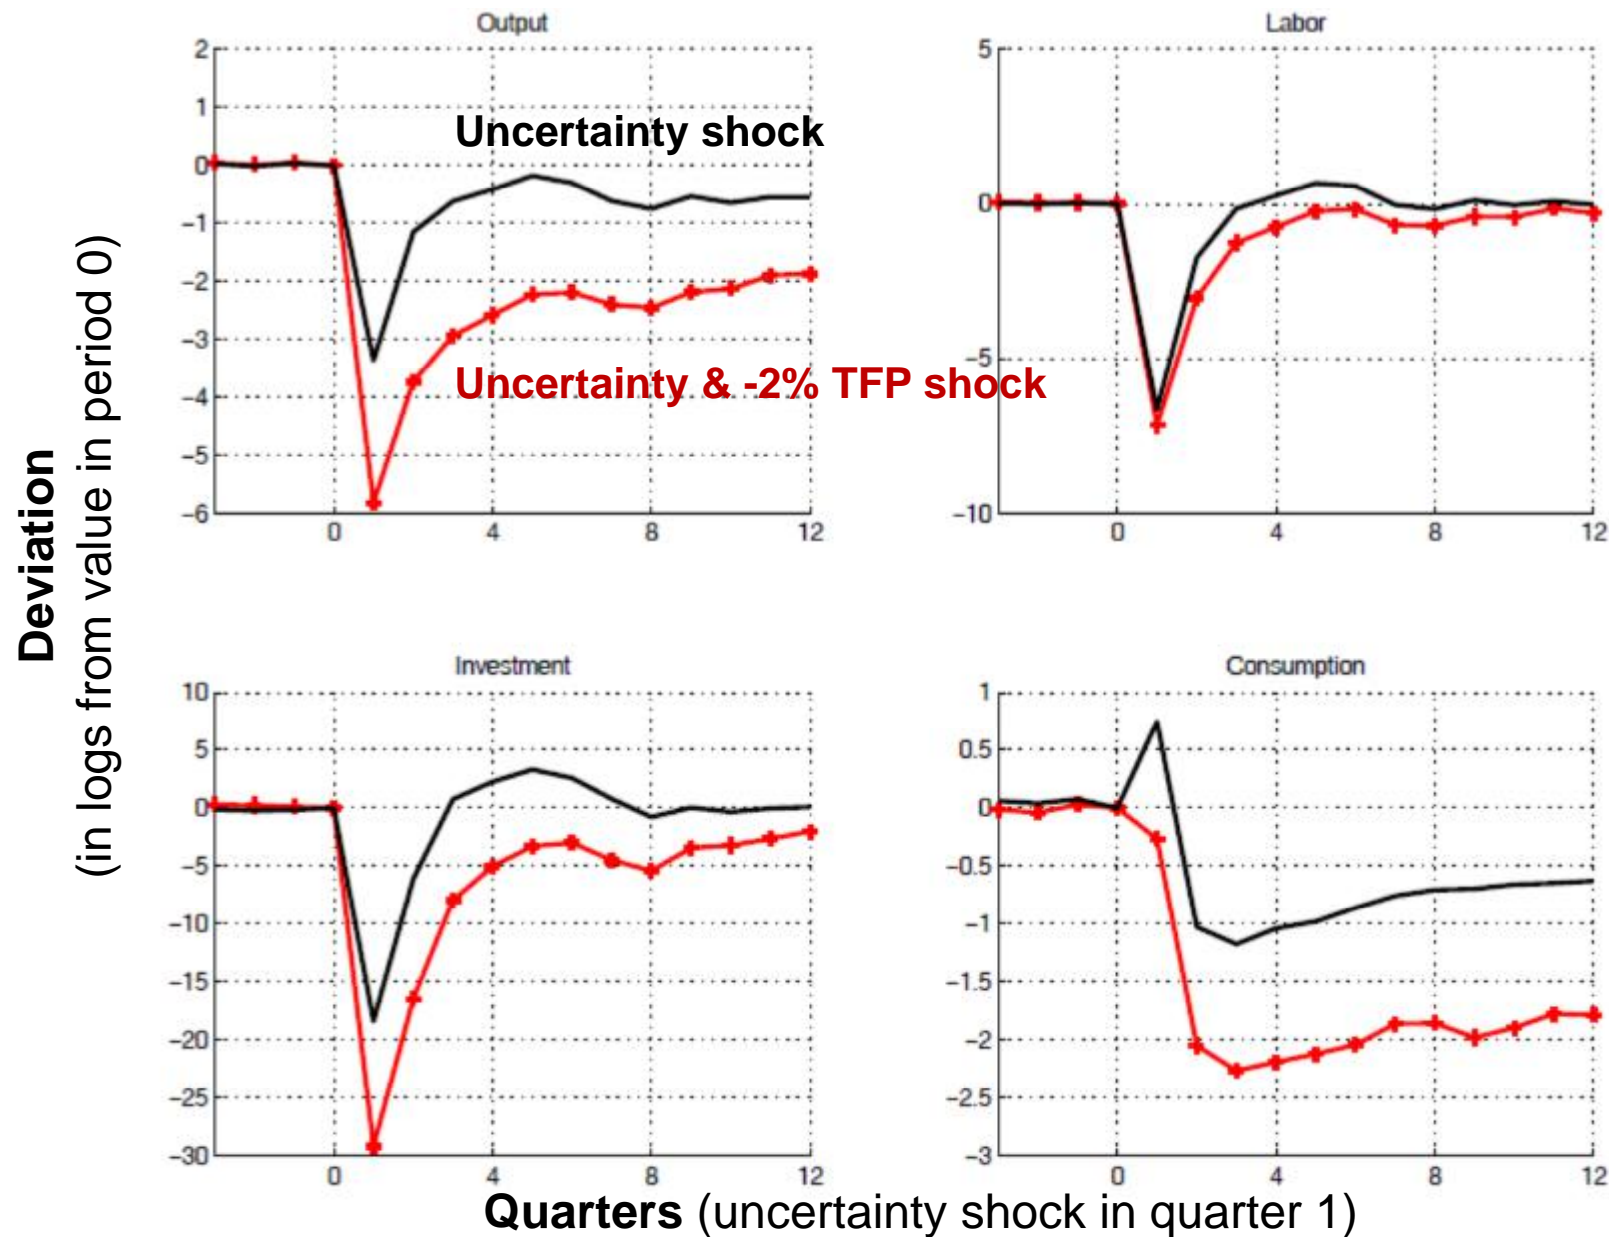 Output
2
1
0
−1
−2
−3
−4
−5
−6
0 4 8 12
Uncertainty shock
Uncertainty & -2% TFP shock
Labor
5
0
−5
−10
0 4 8 12
Deviation
(in logs from value in period 0)
Investment
10
5
0
−5
−10
−15
−20
−25
−30
0 4 8 12
Consumption
1
0.5
0
−0.5
−1
−1.5
−2
−2.5
−3
0 4 8 12
Quarters (uncertainty shock in quarter 1)